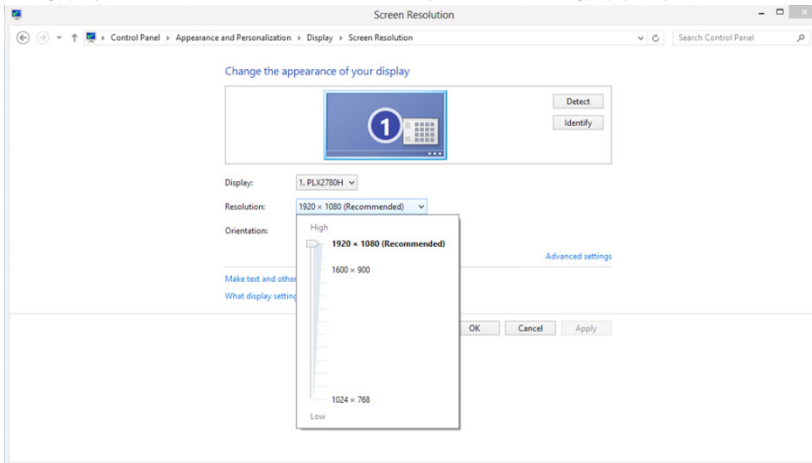 Screen Resolution
Control Panel Appearance and Personalization Display Screen Resolution
Search Control Panel
Change the appearance of your display
1
Detect
Identify
Display: 1. PLX2780H
Resolution: 1920 × 1080 (Recommended)
Orientation:
High
1920 × 1080 (Recommended)
1600 × 900
1024 × 768
Low
Advanced settings
Make text and other
What display setting
OK Cancel Apply